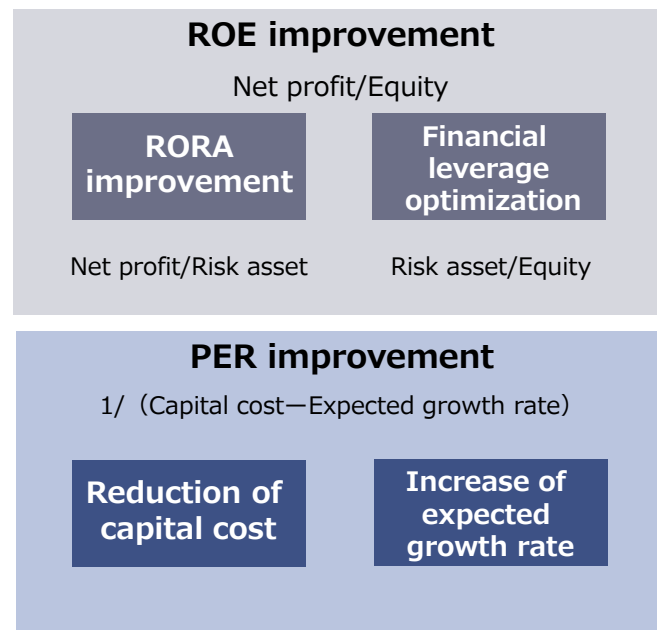 ROE improvement
Net profit/Equity
RORA
improvement
Financial
leverage
optimization
Net profit/Risk asset
Risk asset/Equity
PER improvement
1/（Capital cost－Expected growth rate）
Reduction of
capital cost
Increase of
expected
growth rate